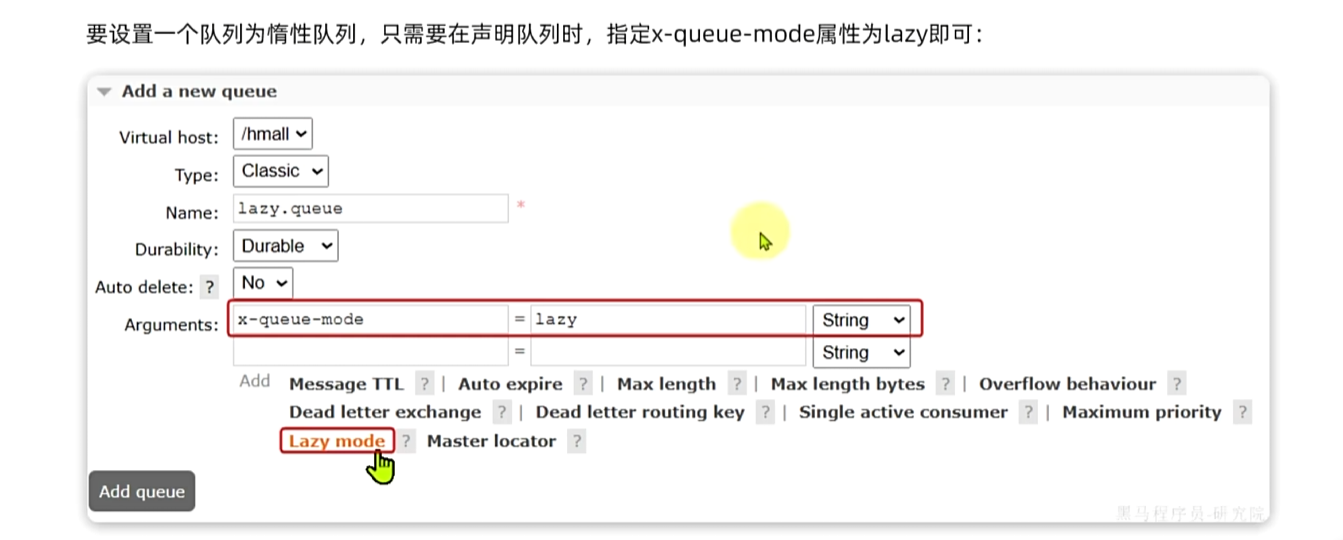 要设置一个队列为惰性队列，只需要在声明队列时，指定x-queue-mode属性为lazy即可：
Add a new queue
Virtual host: /hmall
Type: Classic
Name: lazy.queue *
Durability: Durable
Auto delete: ? No
Arguments: x-queue-mode = lazy String
= String
Add Message TTL ? | Auto expire ? | Max length ? | Max length bytes ? | Overflow behaviour ?
Dead letter exchange ? | Dead letter routing key ? | Single active consumer ? | Maximum priority ?
Lazy mode ? Master locator ?
Add queue
黑马程序员-研究院